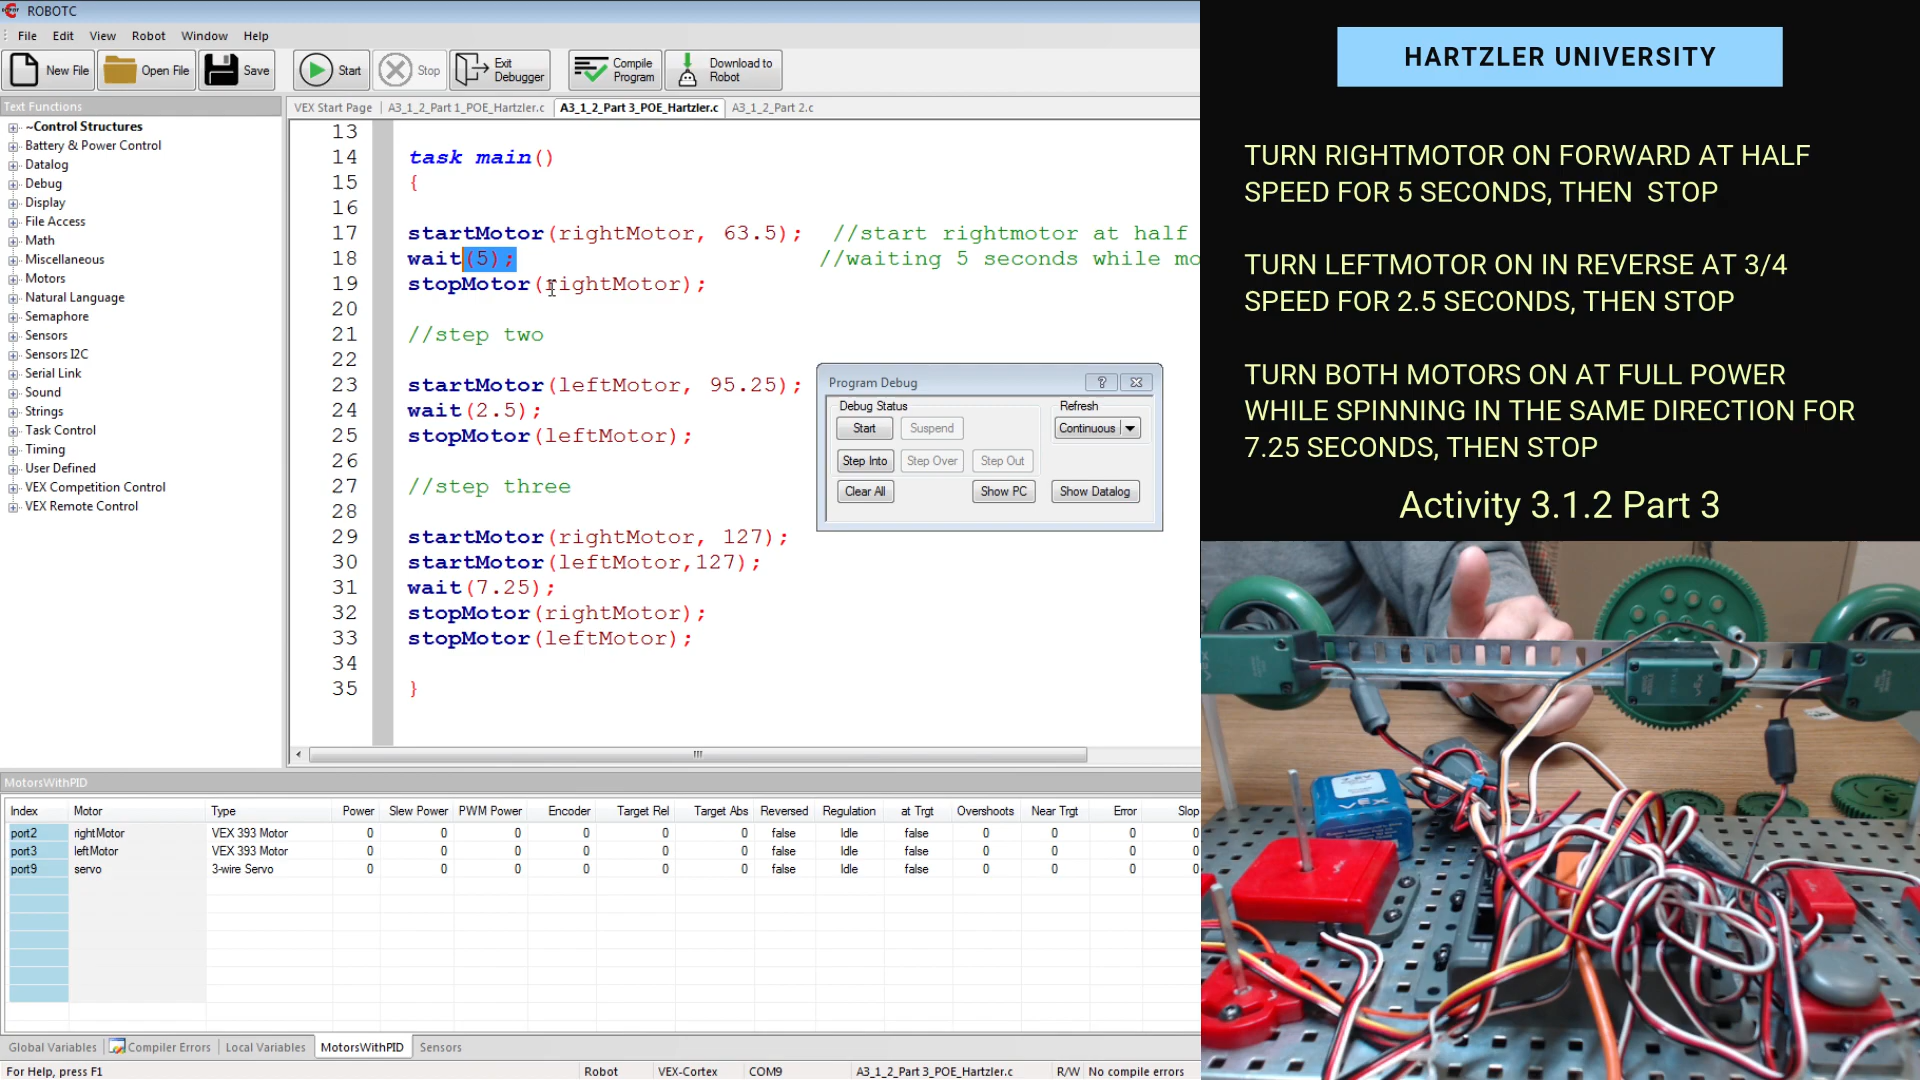 ROBOTC
File Edit View Robot Window Help
New File Open File Save Start Stop Exit Debugger Compile Program Download to Robot
Text Functions
VEX Start Page A3_1_2_Part 1_POE_Hartzler.c A3_1_2_Part 3_POE_Hartzler.c A3_1_2_Part 2.c
~Control Structures
Battery & Power Control
Datalog
Debug
Display
File Access
Math
Miscellaneous
Motors
Natural Language
Semaphore
Sensors
Sensors I2C
Serial Link
Sound
Strings
Task Control
Timing
User Defined
VEX Competition Control
VEX Remote Control
13
14 task main()
15 {
16
17 startMotor(rightMotor, 63.5); //start rightmotor at half
18 wait(5); //waiting 5 seconds while mo
19 stopMotor(rightMotor);
20
21 //step two
22
23 startMotor(leftMotor, 95.25);
24 wait(2.5);
25 stopMotor(leftMotor);
26
27 //step three
28
29 startMotor(rightMotor, 127);
30 startMotor(leftMotor,127);
31 wait(7.25);
32 stopMotor(rightMotor);
33 stopMotor(leftMotor);
34
35 }
Program Debug
Debug Status Refresh
Start Suspend Continuous
Step Into Step Over Step Out
Clear All Show PC Show Datalog
MotorsWithPID
Index Motor Type Power Slew Power PWM Power Encoder Target Rel Target Abs Reversed Regulation at Trgt Overshoots Near Trgt Error Slop
port2 rightMotor VEX 393 Motor 0 0 0 0 0 0 false Idle false 0 0 0 0
port3 leftMotor VEX 393 Motor 0 0 0 0 0 0 false Idle false 0 0 0 0
port9 servo 3-wire Servo 0 0 0 0 0 0 false Idle false 0 0 0 0
Global Variables Compiler Errors Local Variables MotorsWithPID Sensors
For Help, press F1 Robot VEX-Cortex COM9 A3_1_2_Part 3_POE_Hartzler.c R/W No compile errors
HARTZLER UNIVERSITY
TURN RIGHTMOTOR ON FORWARD AT HALF
SPEED FOR 5 SECONDS, THEN STOP
TURN LEFTMOTOR ON IN REVERSE AT 3/4
SPEED FOR 2.5 SECONDS, THEN STOP
TURN BOTH MOTORS ON AT FULL POWER
WHILE SPINNING IN THE SAME DIRECTION FOR
7.25 SECONDS, THEN STOP
Activity 3.1.2 Part 3
VEX